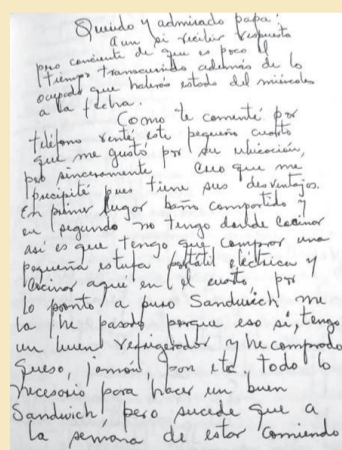 Querido y admirado papá:
Aun sin recibir respuesta
pero conciente de que es poco el
tiempo transcurrido además de lo
ocupado que habrás estado del miércoles
a la fecha.
Como te comenté por
teléfono renté este pequeño cuarto
que me gustó por su ubicación,
pero sinceramente Creo que me
precipité pues tiene sus desventajas.
En primer lugar baño compartido y
en segundo no tengo donde cocinar
así es que tengo que comprar una
pequeña estufa portátil eléctrica y
cocinar aquí en el cuarto, por
lo pronto a puro Sandwich me
la he pasado, porque eso sí, tengo
un buen refrigerador y he comprado
queso, jamón, pan etc, todo lo
necesario para hacer un buen
Sandwich, pero sucede que a
la semana de estar comiendo